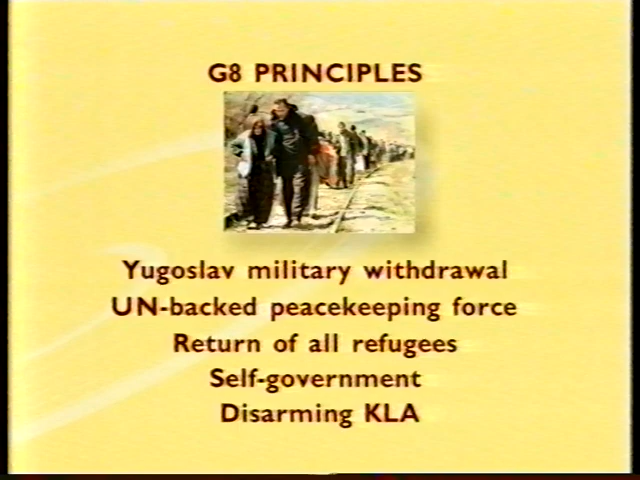 G8 PRINCIPLES
Yugoslav military withdrawal
UN-backed peacekeeping force
Return of all refugees
Self-government
Disarming KLA